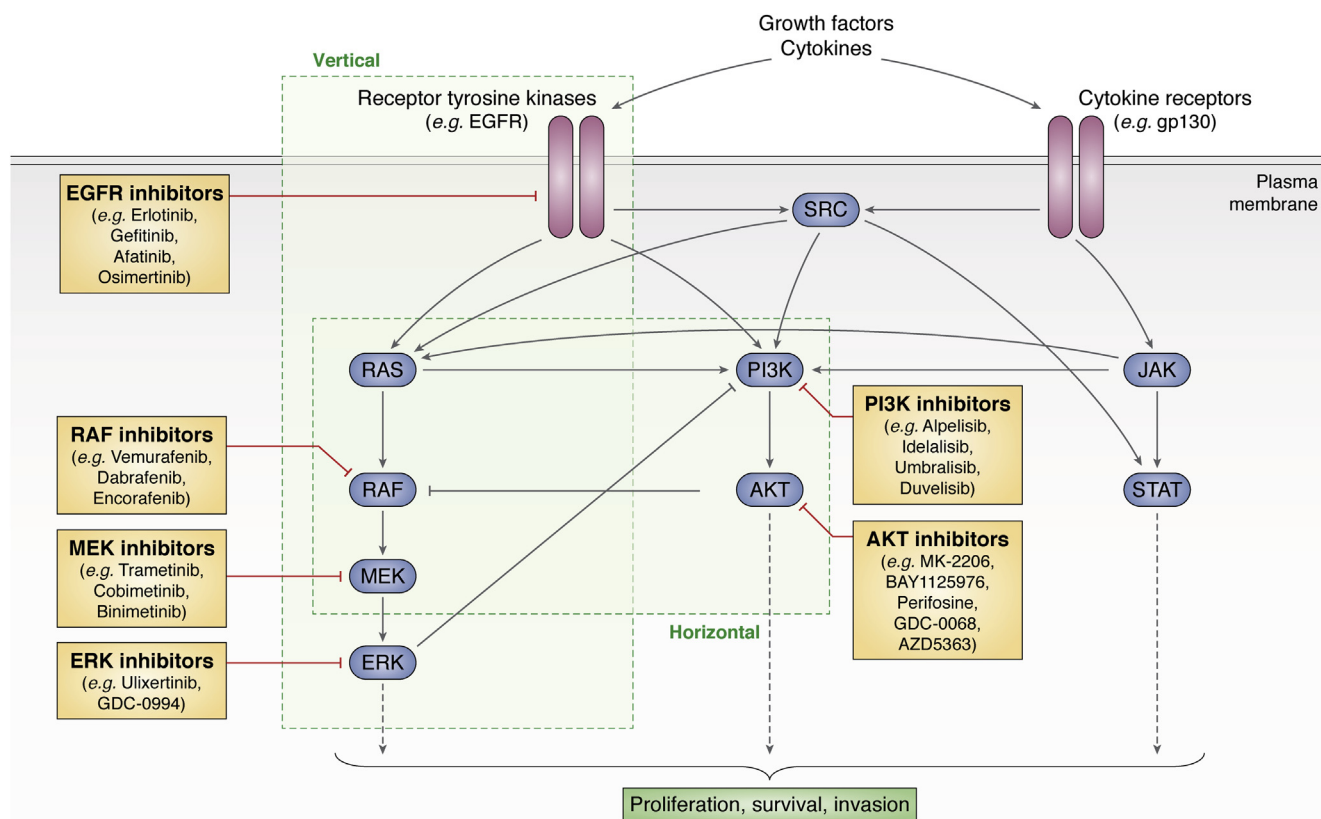 Growth factors
Cytokines
Vertical
Receptor tyrosine kinases
(e.g. EGFR)
Cytokine receptors
(e.g. gp130)
Plasma
membrane
EGFR inhibitors
(e.g. Erlotinib,
Gefitinib,
Afatinib,
Osimertinib)
SRC
RAS
PI3K
JAK
PI3K inhibitors
(e.g. Alpelisib,
Idelalisib,
Umbralisib,
Duvelisib)
RAF inhibitors
(e.g. Vemurafenib,
Dabrafenib,
Encorafenib)
RAF
AKT
STAT
AKT inhibitors
(e.g. MK-2206,
BAY1125976,
Perifosine,
GDC-0068,
AZD5363)
MEK inhibitors
(e.g. Trametinib,
Cobimetinib,
Binimetinib)
MEK
Horizontal
ERK inhibitors
(e.g. Ulixertinib,
GDC-0994)
ERK
Proliferation, survival, invasion